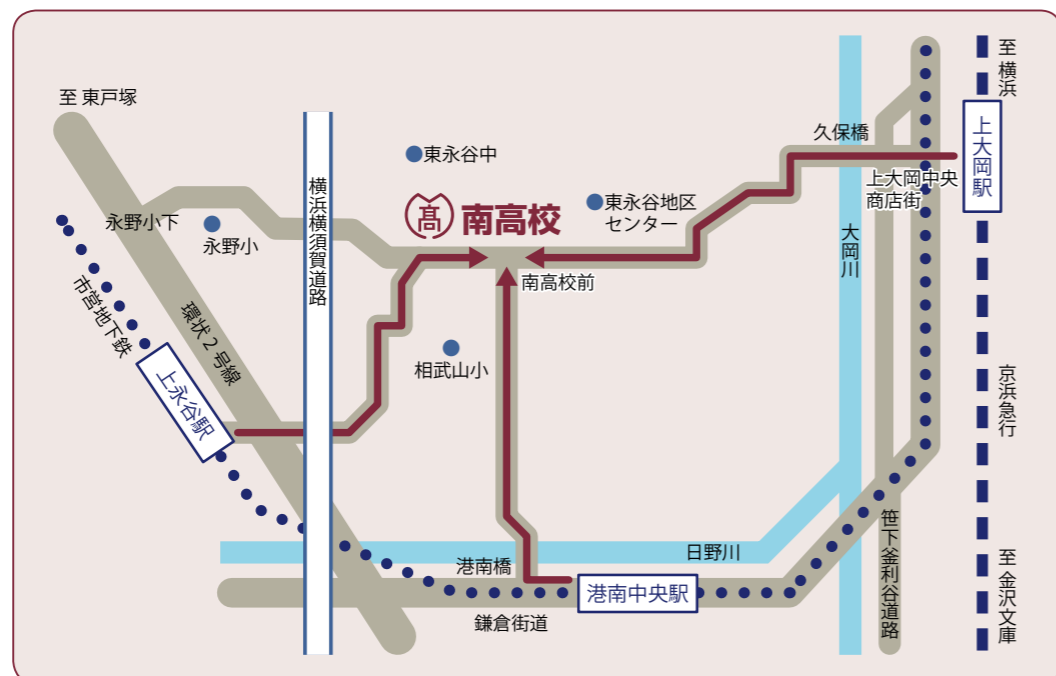 至 東戸塚
至 横浜
上大岡駅
久保橋
上大岡中央
商店街
東永谷中
東永谷地区
センター
髙
南高校
南高校前
永野小下
永野小
横浜横須賀道路
大岡川
市営地下鉄
環状2号線
上永谷駅
相武山小
京浜急行
日野川
港南橋
港南中央駅
鎌倉街道
笹下釜利谷道路
至 金沢文庫